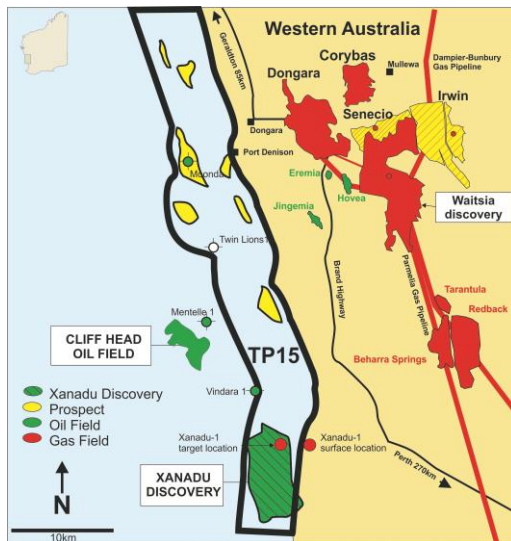 Western Australia
Geraldton 85km
Corybas
Mullewa
Dampier-Bunbury
Gas Pipeline
Dongara
Senecio
Irwin
Dongara
Port Denison
Moonda
Eremia
Hovea
Jingemia
Waitsia
discovery
Twin Lions1
Brand Highway
Parmelia Gas Pipeline
Tarantula
Redback
Mentelle 1
CLIFF HEAD
OIL FIELD
TP15
Beharra Springs
Vindara 1
Xanadu Discovery
Prospect
Oil Field
Gas Field
Xanadu-1
target location
Xanadu-1
surface location
Perth 270km
XANADU
DISCOVERY
N
10km